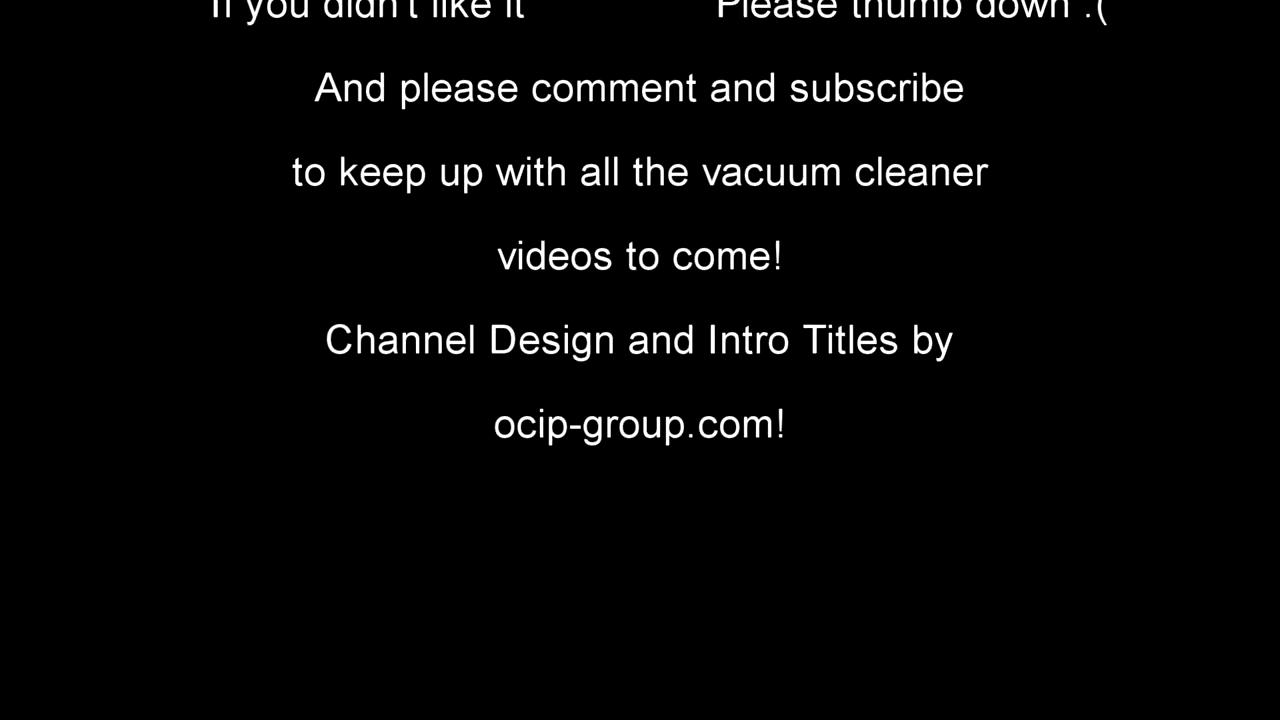 If you didn't like it Please thumb down :(
And please comment and subscribe
to keep up with all the vacuum cleaner
videos to come!
Channel Design and Intro Titles by
ocip-group.com!